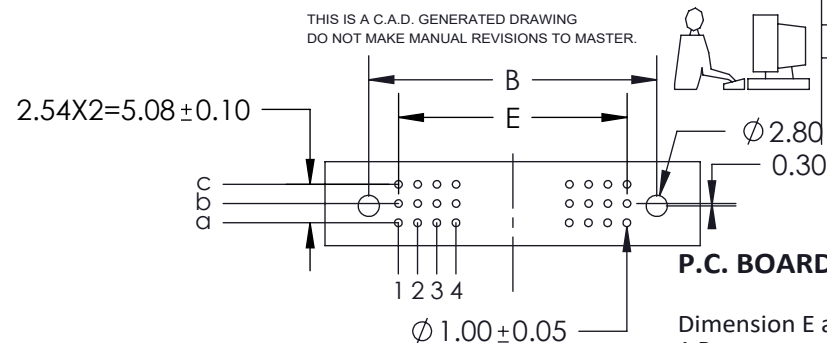 THIS IS A C.A.D. GENERATED DRAWING
DO NOT MAKE MANUAL REVISIONS TO MASTER.
B
2.54X2=5.08±0.10
E
∅ 2.80
0.30
c
b
a
P.C. BOARD
1 2 3 4
Dimension E
∅ 1.00±0.05